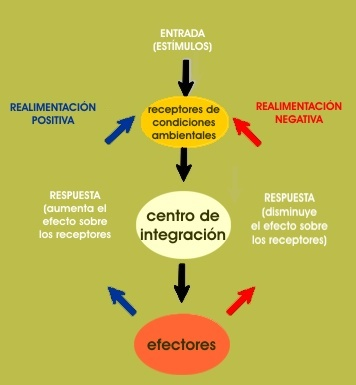 ENTRADA
(ESTÍMULOS)
REALIMENTACIÓN
POSITIVA
receptores de
condiciones
ambientales
REALIMENTACIÓN
NEGATIVA
RESPUESTA
(aumenta el
efecto sobre
los receptores
centro de
integración
RESPUESTA
(disminuye
el efecto sobre
los receptores)
efectores